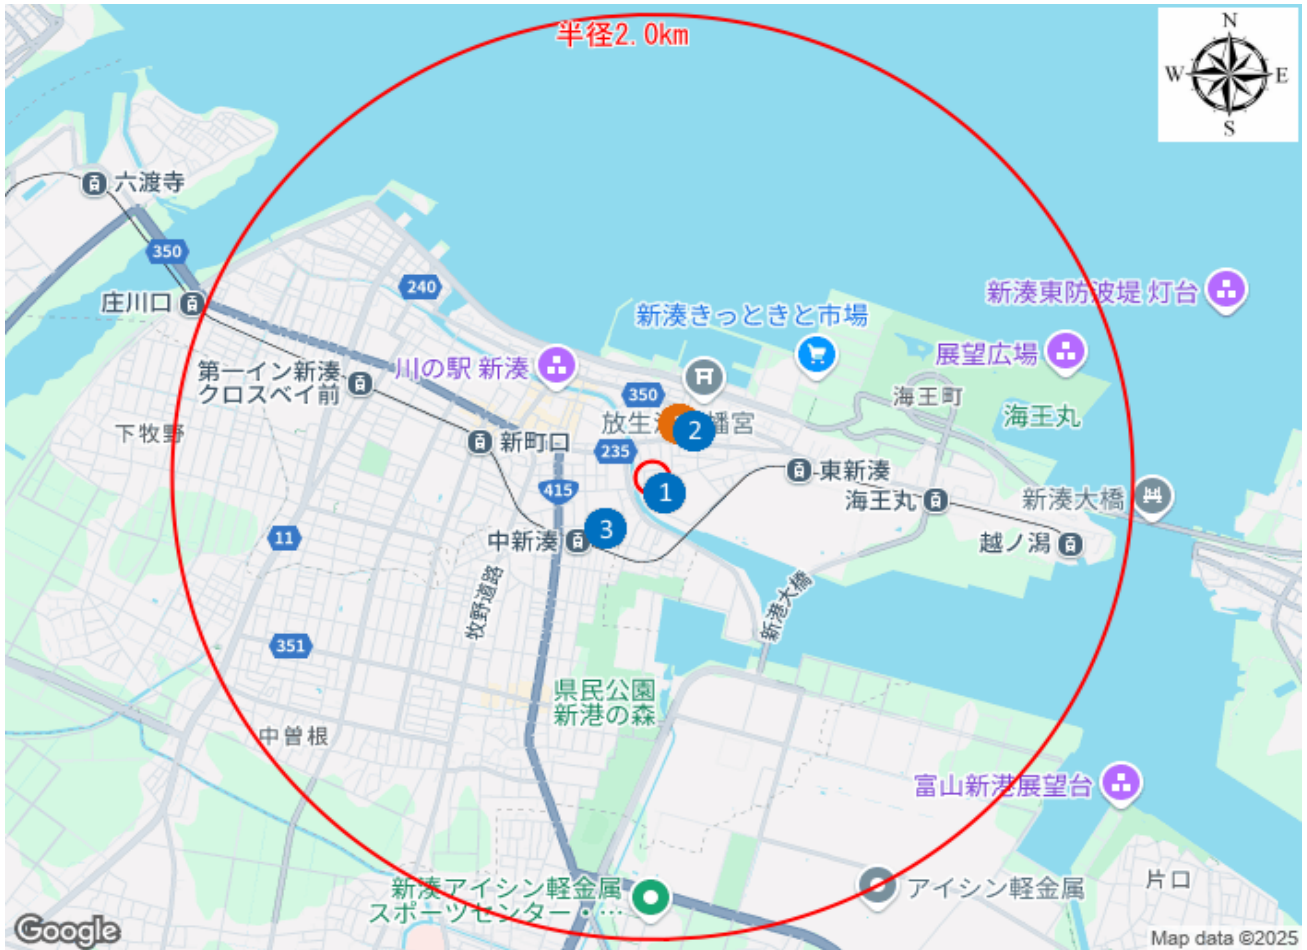 半径2.0km
N
W
E
S
六渡寺
350
庄川口
240
新湊東防波堤 灯台
新湊きっときと市場
展望広場
第一イン新湊
クロスベイ前
川の駅 新湊
350
海王町
海王丸
放生
幡宮
下牧野
新町口
2
235
東新湊
415
1
海王丸
新湊大橋
11
3
中新湊
越ノ潟
牧野道路
新港大橋
351
県民公園
新港の森
中曽根
富山新港展望台
新湊アイシン軽金属
スポーツセンター・…
アイシン軽金属
片口
Google
Map data ©2025